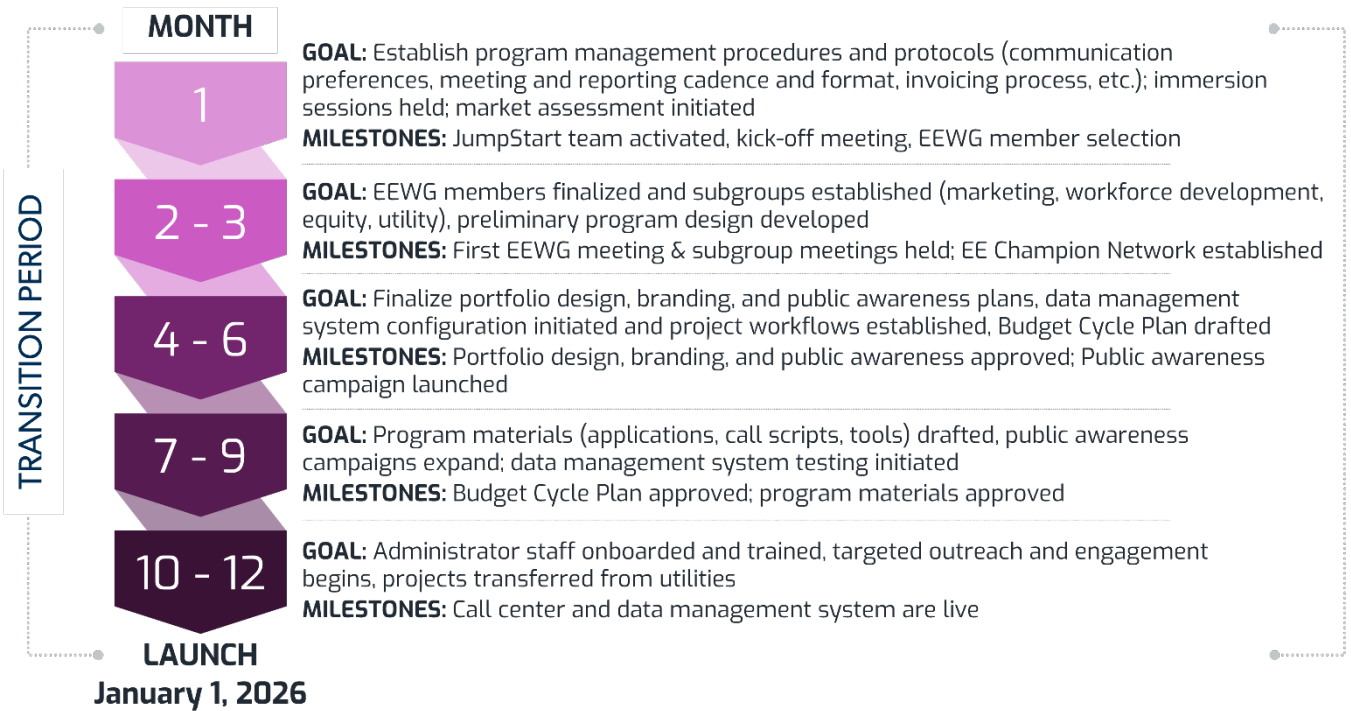 MONTH
TRANSITION PERIOD
1
GOAL: Establish program management procedures and protocols (communication
preferences, meeting and reporting cadence and format, invoicing process, etc.); immersion
sessions held; market assessment initiated
MILESTONES: JumpStart team activated, kick-off meeting, EEWG member selection
2 - 3
GOAL: EEWG members finalized and subgroups established (marketing, workforce development,
equity, utility), preliminary program design developed
MILESTONES: First EEWG meeting & subgroup meetings held; EE Champion Network established
4 - 6
GOAL: Finalize portfolio design, branding, and public awareness plans, data management
system configuration initiated and project workflows established, Budget Cycle Plan drafted
MILESTONES: Portfolio design, branding, and public awareness approved; Public awareness
campaign launched
7 - 9
GOAL: Program materials (applications, call scripts, tools) drafted, public awareness
campaigns expand; data management system testing initiated
MILESTONES: Budget Cycle Plan approved; program materials approved
10 - 12
GOAL: Administrator staff onboarded and trained, targeted outreach and engagement
begins, projects transferred from utilities
MILESTONES: Call center and data management system are live
LAUNCH
January 1, 2026